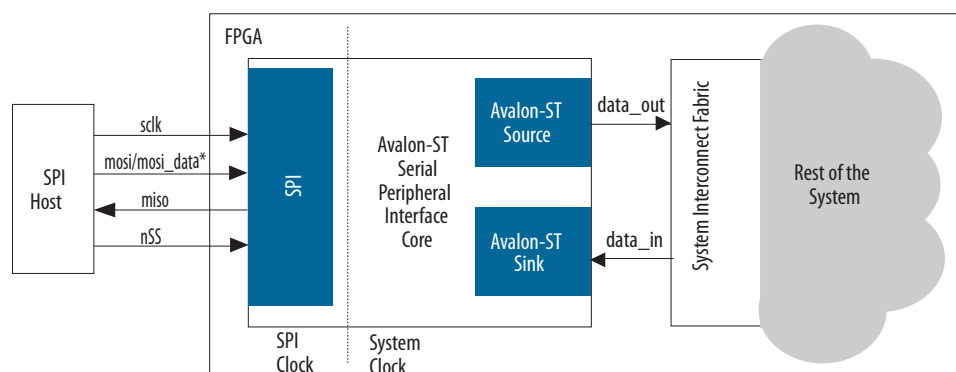 FPGA
SPI
Host
sclk
mosi/mosi_data*
miso
nSS
SPI
Avalon-ST
Serial
Peripheral
Interface
Core
Avalon-ST
Source
Avalon-ST
Sink
data_out
data_in
System Interconnect Fabric
Rest of the
System
SPI
Clock
System
Clock